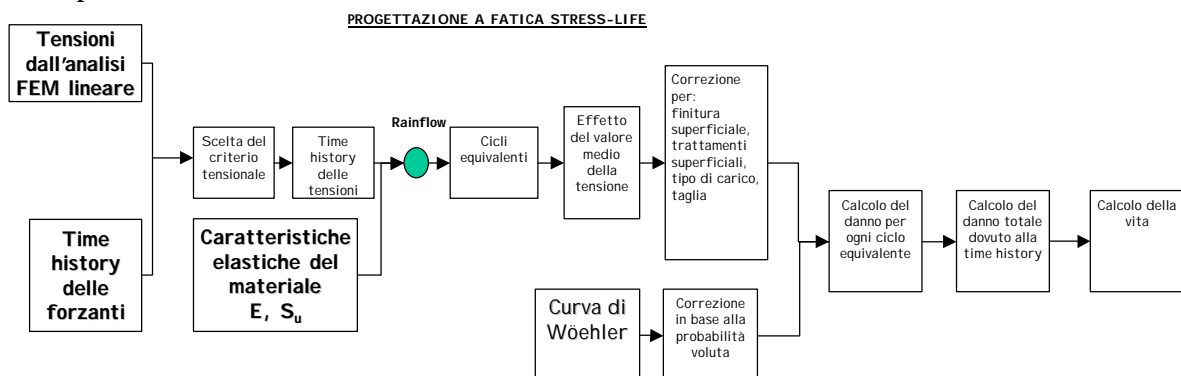 PROGETTAZIONE A FATICA STRESS-LIFE
Tensioni
dall'analisi
FEM lineare
Time
history
delle
forzanti
Scelta del
criterio
tensionale
Time
history
delle
tensioni
Caratteristiche
elastiche del
materiale
E, Su
Rainflow
Cicli
equivalenti
Effetto
del valore
medio
della
tensione
Correzione
per:
finitura
superficiale,
trattamenti
superficiali,
tipo di carico,
taglia
Curva di
Wöehler
Correzione
in base alla
probabilità
voluta
Calcolo del
danno per
ogni ciclo
equivalente
Calcolo del
danno totale
dovuto alla
time history
Calcolo della
vita